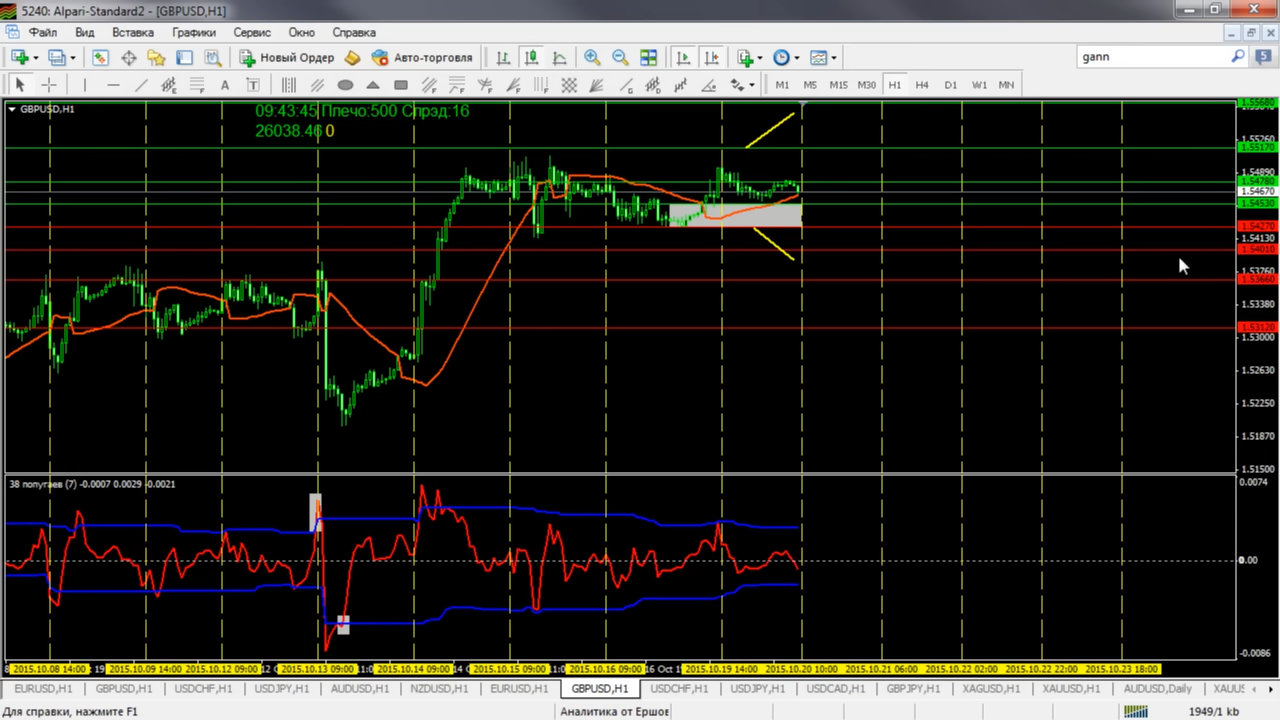 5240: Alpari-Standard2 - [GBPUSD,H1]
Файл Вид Вставка Графики Сервис Окно Справка
Новый Ордер Авто-торговля gann 5
A T M1 M5 M15 M30 H1 H4 D1 W1 MN
GBPUSD,H1
09:43:45 Ппечо:500 Спрэд:16
26038.46 0
1.55680
1.55260
1.55170
1.54890
1.54780
1.54670
1.54530
1.54270
1.54130
1.54010
1.53760
1.53660
1.53380
1.53120
1.53000
1.52630
1.52250
1.51870
1.51500
38 попугаев (7) -0.0007 0.0029 -0.0021
0.0074
0.00
-0.0086
2015.10.08 14:00 2015.10.09 14:00 2015.10.12 09:00 2015.10.13 09:00 2015.10.14 09:00 2015.10.15 09:00 2015.10.16 09:00 16 Oct 2015.10.19 14:00 2015.10.20 10:00 2015.10.21 06:00 2015.10.22 02:00 2015.10.22 22:00 2015.10.23 18:00
EURUSD,H1 GBPUSD,H1 USDCHF,H1 USDJPY,H1 AUDUSD,H1 NZDUSD,H1 EURUSD,H1 GBPUSD,H1 USDCHF,H1 USDJPY,H1 USDCAD,H1 GBPJPY,H1 XAGUSD,H1 XAUUSD,H1 AUDUSD,Daily XAUUS
Для справки, нажмите F1 Аналитика от Ершов 1949/1 kb